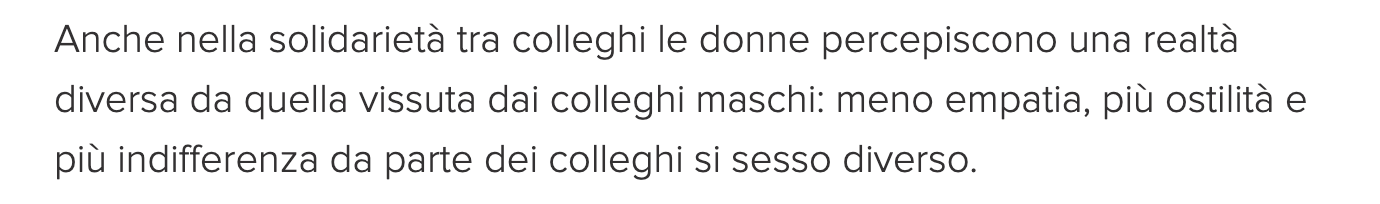 Anche nella solidarietà tra colleghi le donne percepiscono una realtà
diversa da quella vissuta dai colleghi maschi: meno empatia, più ostilità e
più indifferenza da parte dei colleghi si sesso diverso.